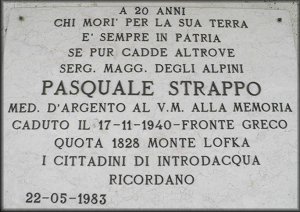 A 20 ANNI
CHI MORI' PER LA SUA TERRA
E' SEMPRE IN PATRIA
SE PUR CADDE ALTROVE
SERG. MAGG. DEGLI ALPINI
PASQUALE STRAPPO
MED. D'ARGENTO AL V.M. ALLA MEMORIA
CADUTO IL 17-11-1940-FRONTE GRECO
QUOTA 1828 MONTE LOFKA
I CITTADINI DI INTRODACQUA
RICORDANO
22-05-1983